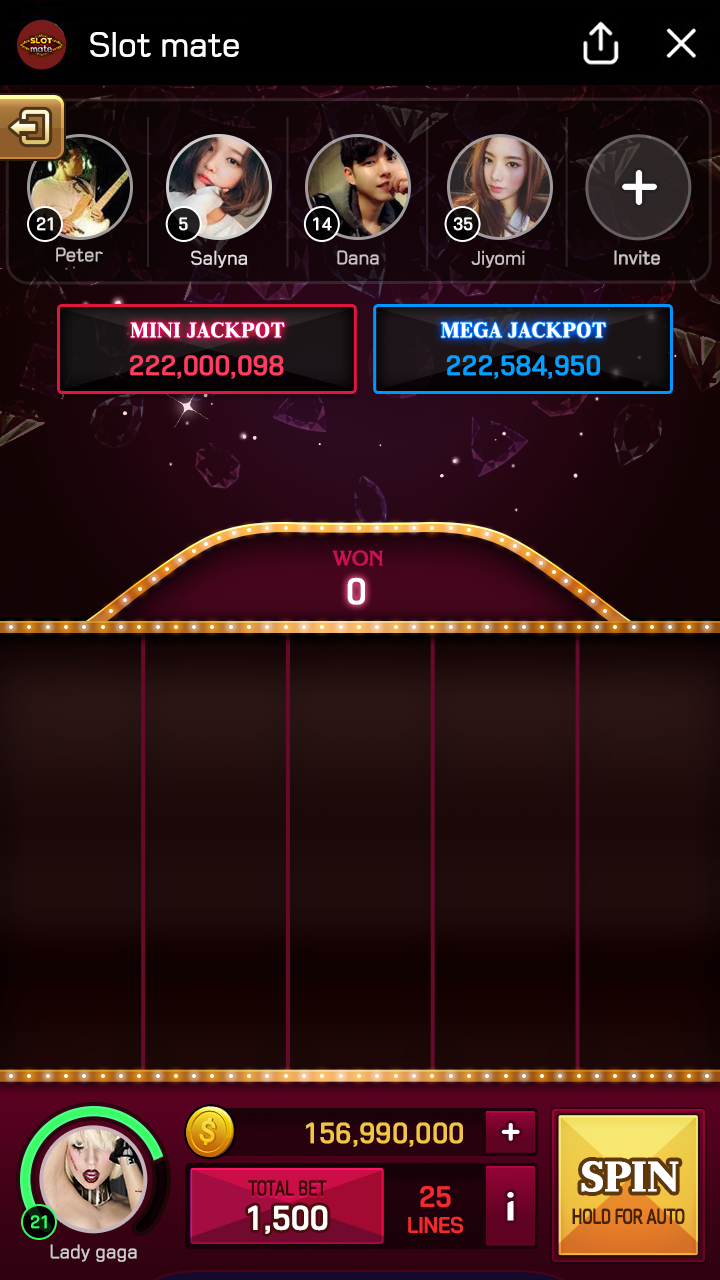 SLOT
mate
Slot mate
21
5
14
35
Peter
Salyna
Dana
Jiyomi
Invite
MINI JACKPOT
222,000,098
MEGA JACKPOT
222,584,950
WON
0
156,990,000
TOTAL BET
1,500
25
LINES
i
SPIN
HOLD FOR AUTO
21
Lady gaga